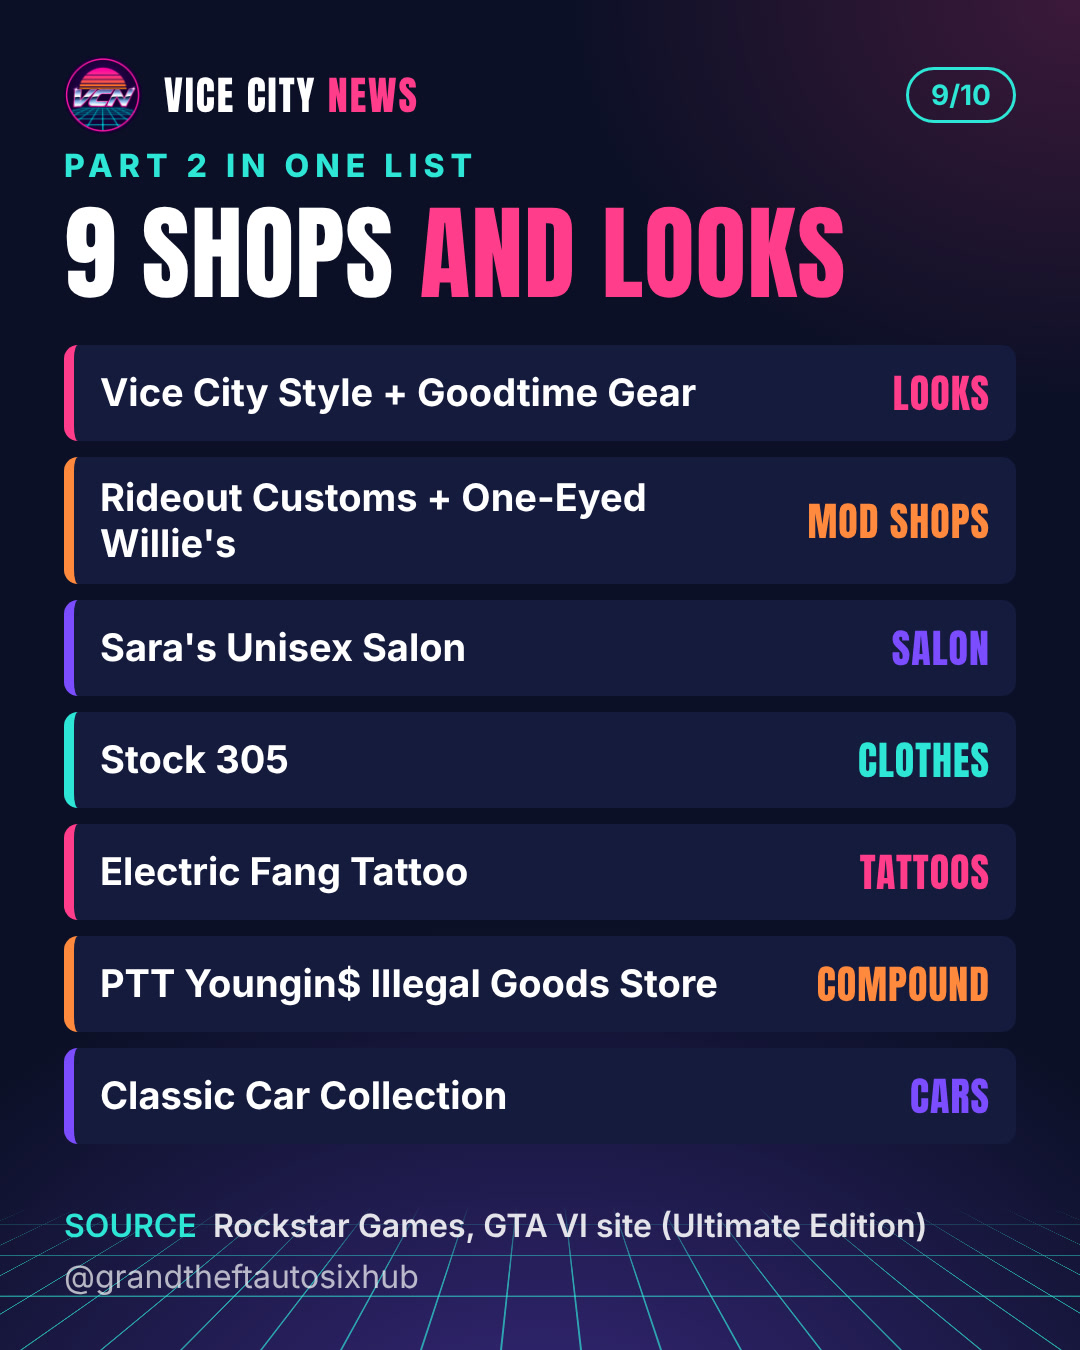 VCN
VICE CITY NEWS
9/10
PART 2 IN ONE LIST
9 SHOPS AND LOOKS
Vice City Style + Goodtime Gear
LOOKS
Rideout Customs + One-Eyed
Willie's
MOD SHOPS
Sara's Unisex Salon
SALON
Stock 305
CLOTHES
Electric Fang Tattoo
TATTOOS
PTT Youngin$ Illegal Goods Store
COMPOUND
Classic Car Collection
CARS
SOURCE Rockstar Games, GTA VI site (Ultimate Edition)
@grandtheftautosixhub